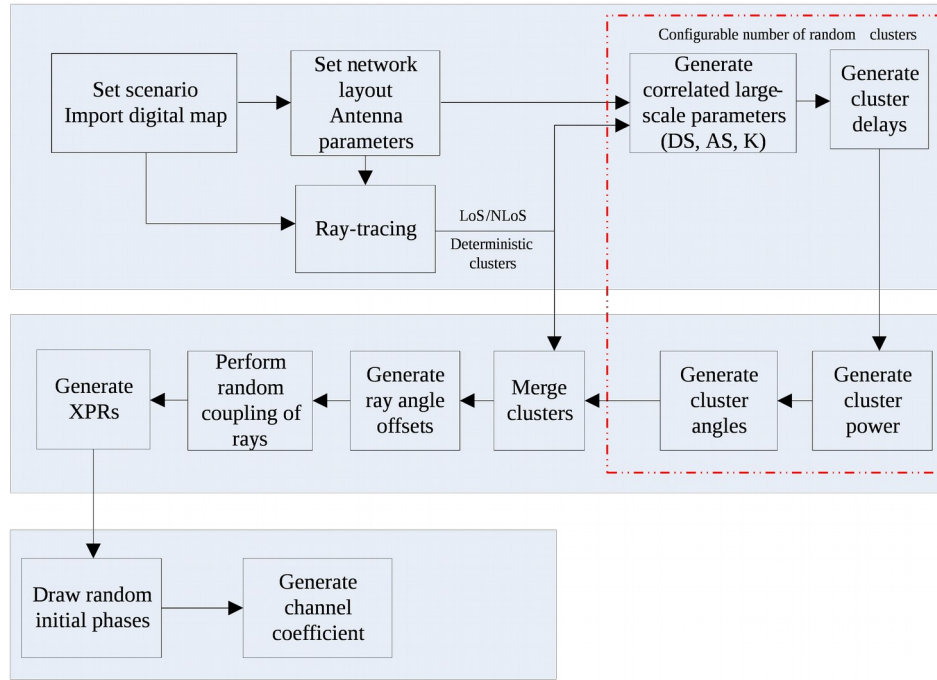 Configurable number of random clusters
Set scenario
Import digital map
Set network
layout
Antenna
parameters
Generate
correlated large-
scale parameters
(DS, AS, K)
Generate
cluster
delays
Ray-tracing
LoS/NLoS
Deterministic
clusters
Generate
XPRs
Perform
random
coupling of
rays
Generate
ray angle
offsets
Merge
clusters
Generate
cluster
angles
Generate
cluster
power
Draw random
initial phases
Generate
channel
coefficient